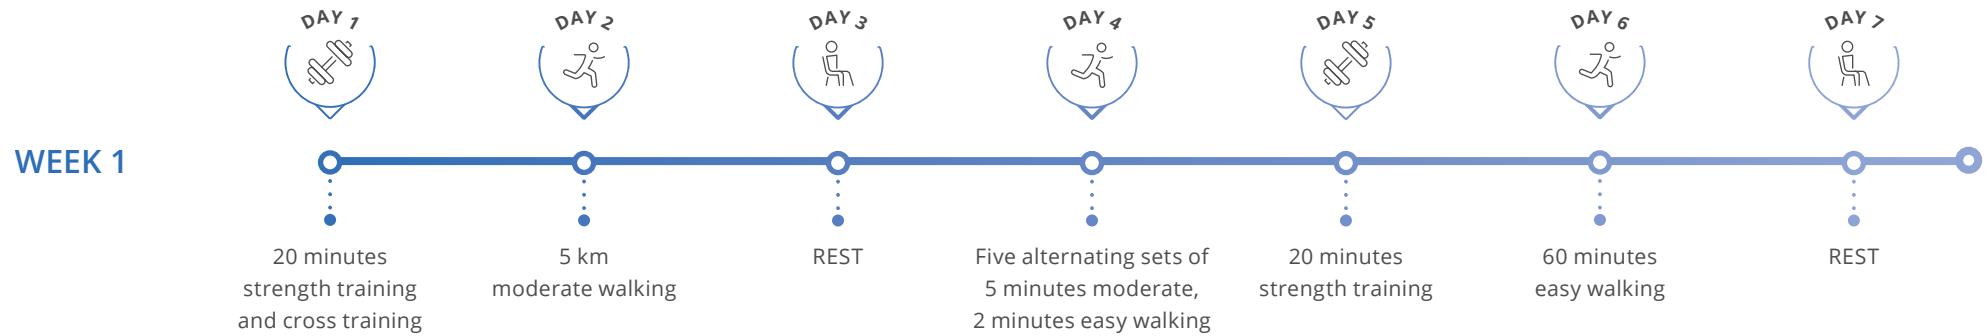 DAY 1
DAY 2
DAY 3
DAY 4
DAY 5
DAY 6
DAY 7
WEEK 1
20 minutes
strength training
and cross training
5 km
moderate walking
REST
Five alternating sets of
5 minutes moderate,
2 minutes easy walking
20 minutes
strength training
60 minutes
easy walking
REST